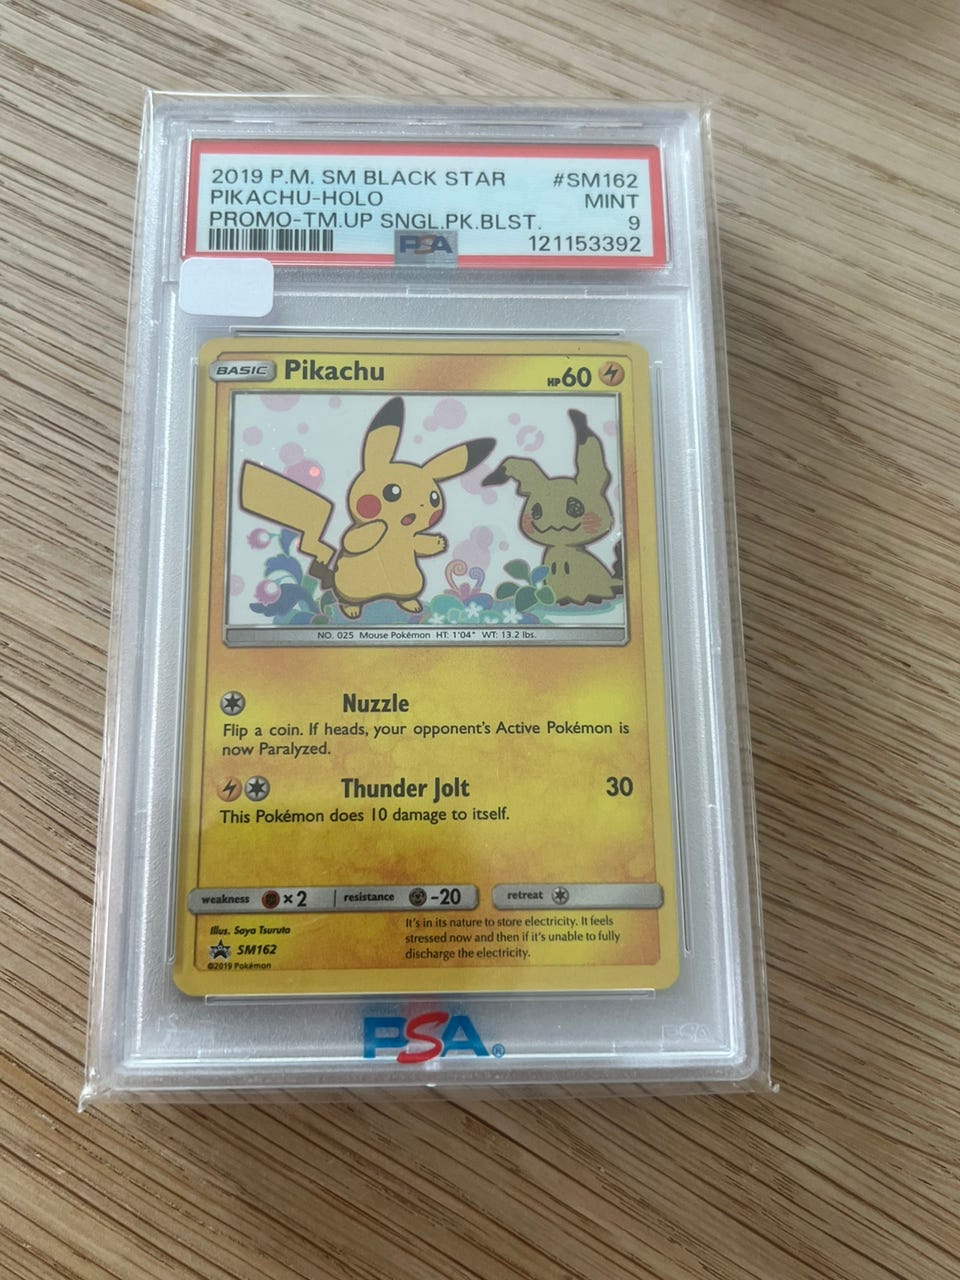 2019 P.M. SM BLACK STAR #SM162
PIKACHU-HOLO MINT
PROMO-TM.UP SNGL.PK.BLST. 9
PSA 121153392
BASIC Pikachu HP60
NO. 025 Mouse Pokémon HT: 1'04" WT: 13.2 lbs.
Nuzzle
Flip a coin. If heads, your opponent's Active Pokémon is
now Paralyzed.
Thunder Jolt 30
This Pokémon does 10 damage to itself.
weakness ×2 resistance -20 retreat
It's in its nature to store electricity. It feels
stressed now and then if it's unable to fully
discharge the electricity.
Illus. Saya Tsuruta
SM162
©2019 Pokémon
PSA®
PSA